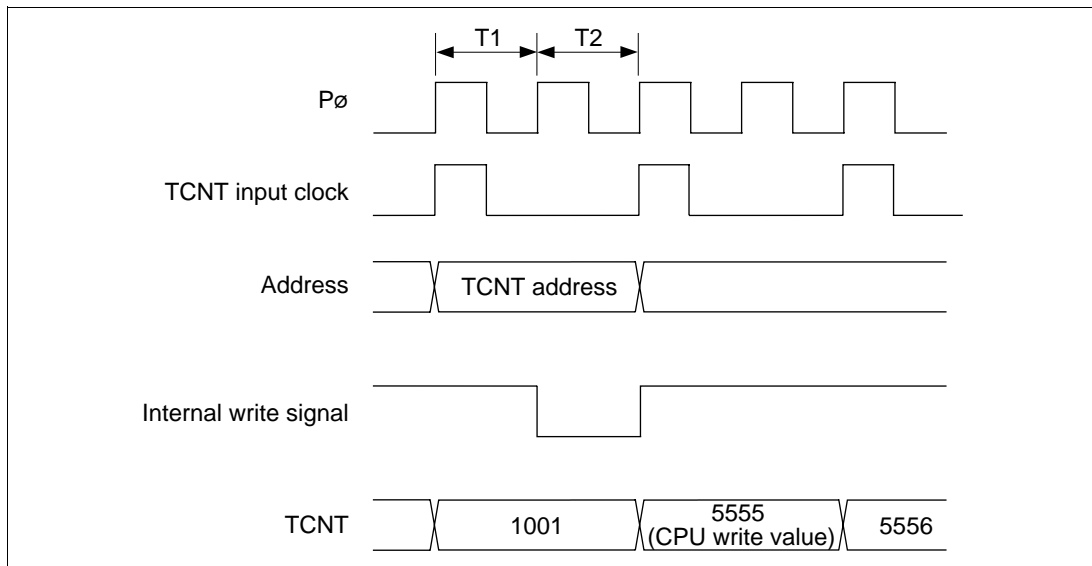 T1 T2
Pø
TCNT input clock
Address TCNT address
Internal write signal
TCNT 1001 5555 5556
(CPU write value)